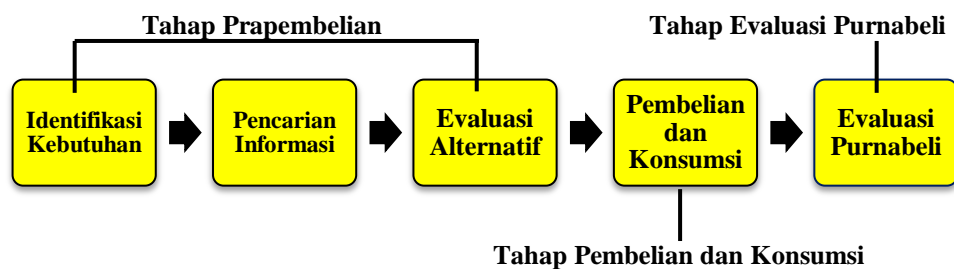 Tahap Prapembelian
Tahap Evaluasi Purnabeli
Identifikasi
Kebutuhan
Pencarian
Informasi
Evaluasi
Alternatif
Pembelian
dan
Konsumsi
Evaluasi
Purnabeli
Tahap Pembelian dan Konsumsi